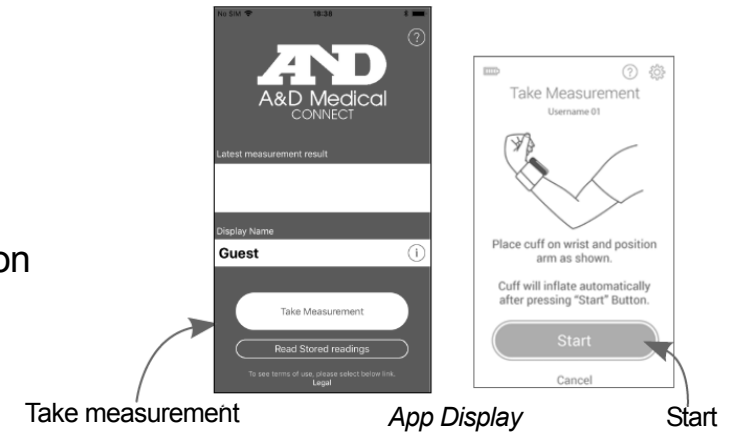 No SIM 18:38
?
AND
A&D Medical
CONNECT
Latest measurement result
Display Name
Guest
i
Take Measurement
Read Stored readings
To see terms of use, please select below link.
Legal
?
Take Measurement
Username 01
Place cuff on wrist and position
arm as shown.
Cuff will inflate automatically
after pressing "Start" Button.
Start
Cancel
on
Take measurement
App Display
Start